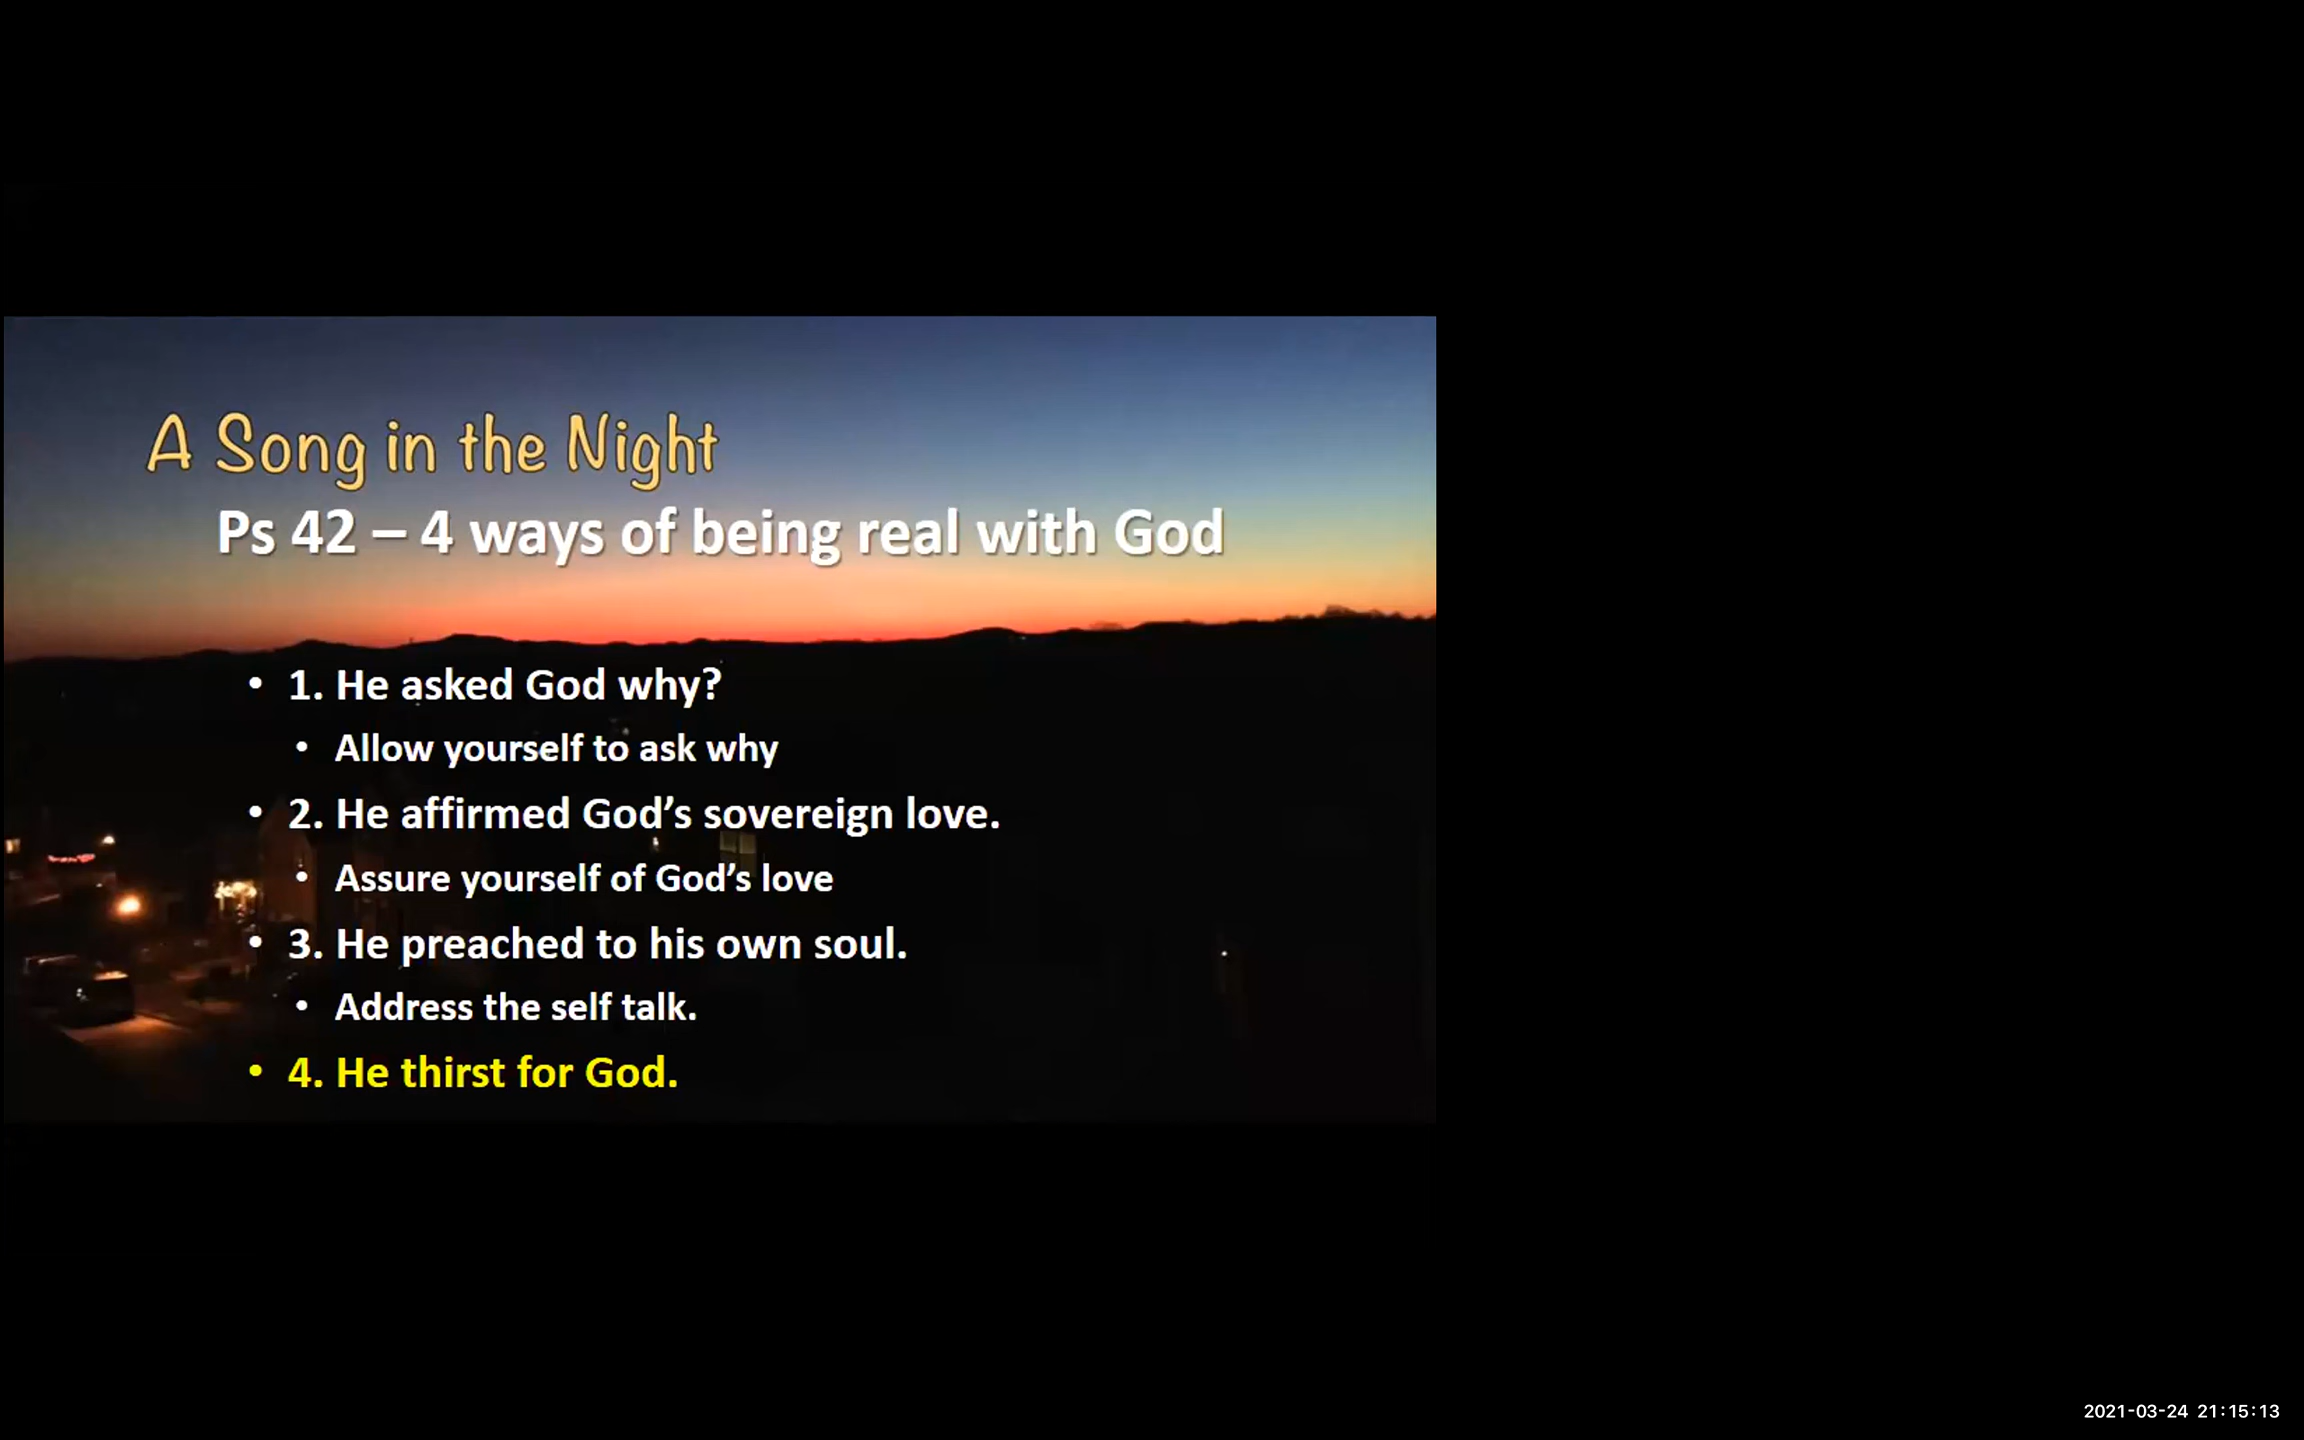 A Song in the Night
Ps 42 – 4 ways of being real with God
• 1. He asked God why?
• Allow yourself to ask why
• 2. He affirmed God’s sovereign love.
• Assure yourself of God’s love
• 3. He preached to his own soul.
• Address the self talk.
• 4. He thirst for God.
2021-03-24 21:15:13